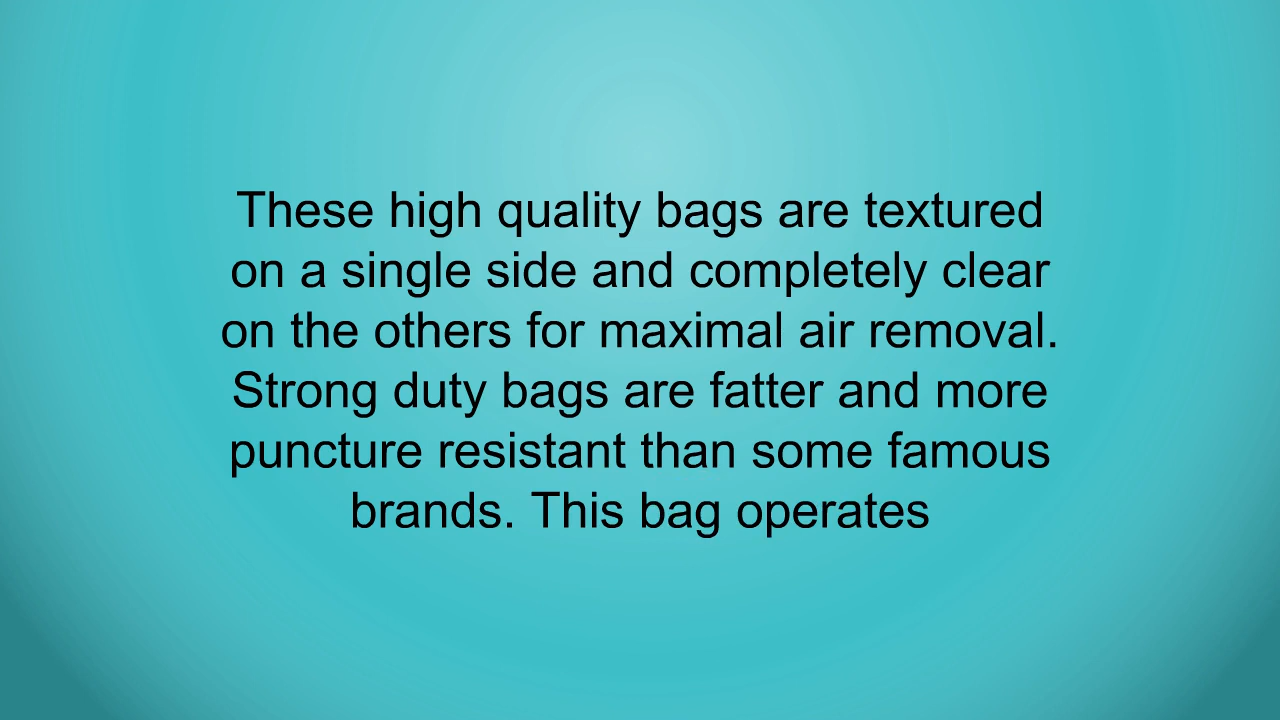 These high quality bags are textured
on a single side and completely clear
on the others for maximal air removal.
Strong duty bags are fatter and more
puncture resistant than some famous
brands. This bag operates